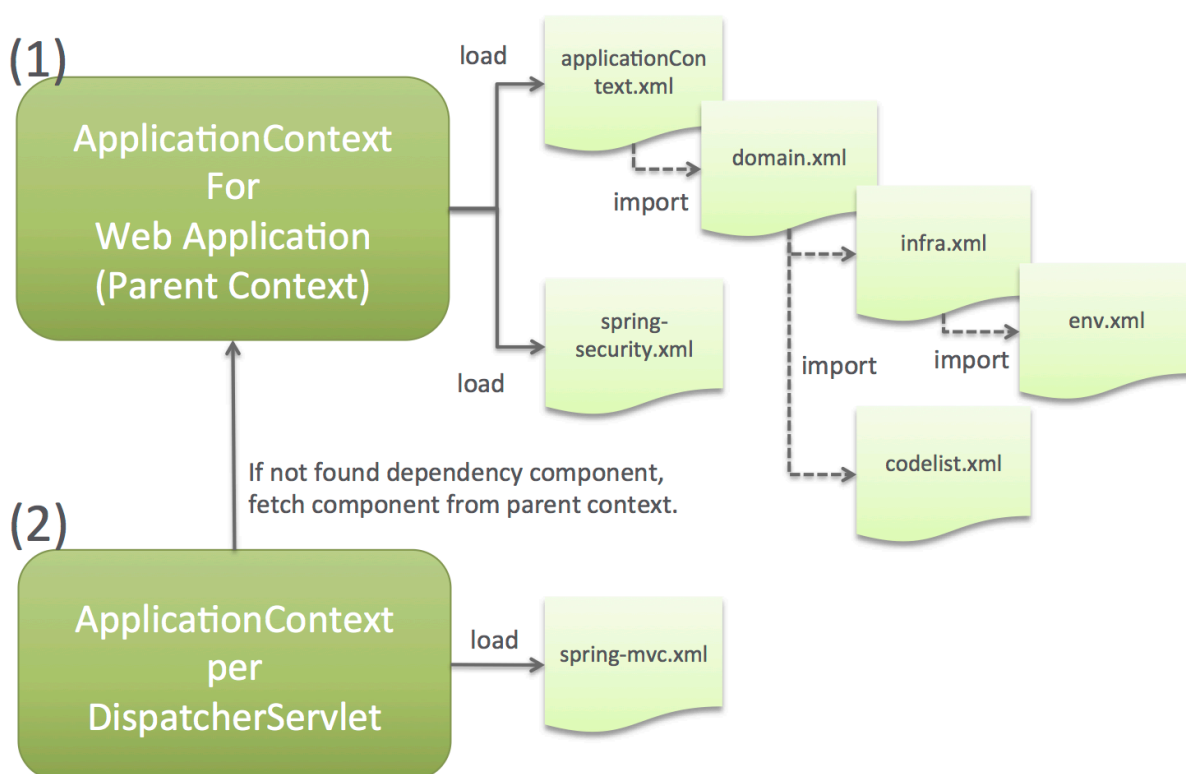 (1)
ApplicationContext
For
Web Application
(Parent Context)
load
applicationCon
text.xml
import
domain.xml
import
infra.xml
import
env.xml
codelist.xml
load
spring-
security.xml
If not found dependency component,
fetch component from parent context.
(2)
ApplicationContext
per
DispatcherServlet
load
spring-mvc.xml